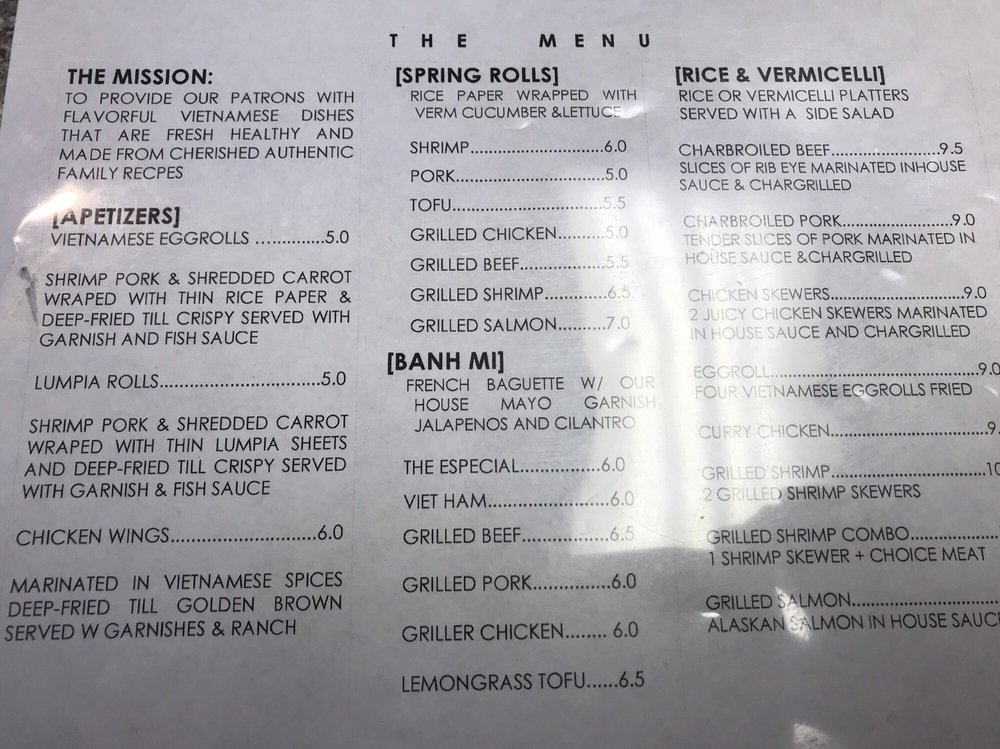 THE MENU
THE MISSION:
TO PROVIDE OUR PATRONS WITH
FLAVORFUL VIETNAMESE DISHES
THAT ARE FRESH HEALTHY AND
MADE FROM CHERISHED AUTHENTIC
FAMILY RECPES
[APETIZERS]
VIETNAMESE EGGROLLS ...............5.0
SHRIMP PORK & SHREDDED CARROT
WRAPED WITH THIN RICE PAPER &
DEEP-FRIED TILL CRISPY SERVED WITH
GARNISH AND FISH SAUCE
LUMPIA ROLLS.................................5.0
SHRIMP PORK & SHREDDED CARROT
WRAPED WITH THIN LUMPIA SHEETS
AND DEEP-FRIED TILL CRISPY SERVED
WITH GARNISH & FISH SAUCE
CHICKEN WINGS..............................6.0
MARINATED IN VIETNAMESE SPICES
DEEP-FRIED TILL GOLDEN BROWN
SERVED W GARNISHES & RANCH
[SPRING ROLLS]
RICE PAPER WRAPPED WITH
VERM CUCUMBER &LETTUCE
SHRIMP...........................6.0
PORK..............................5.0
TOFU..............................5.5
GRILLED CHICKEN........5.0
GRILLED BEEF................5.5
GRILLED SHRIMP............6.5
GRILLED SALMON..........7.0
[BANH MI]
FRENCH BAGUETTE W/ OUR
HOUSE MAYO GARNISH
JALAPENOS AND CILANTRO
THE ESPECIAL................6.0
VIET HAM........................6.0
GRILLED BEEF.................6.5
GRILLED PORK...............6.0
GRILLER CHICKEN........ 6.0
LEMONGRASS TOFU......6.5
[RICE & VERMICELLI]
RICE OR VERMICELLI PLATTERS
SERVED WITH A SIDE SALAD
CHARBROILED BEEF......................9.5
SLICES OF RIB EYE MARINATED INHOUSE
SAUCE & CHARGRILLED
CHARBROILED PORK......................9.0
TENDER SLICES OF PORK MARINATED IN
HOUSE SAUCE &CHARGRILLED
CHICKEN SKEWERS..........................9.0
2 JUICY CHICKEN SKEWERS MARINATED
IN HOUSE SAUCE AND CHARGRILLED
EGGROLL.......................................9.0
FOUR VIETNAMESE EGGROLLS FRIED
CURRY CHICKEN..............................9.
GRILLED SHRIMP..............................10
2 GRILLED SHRIMP SKEWERS
GRILLED SHRIMP COMBO..................
1 SHRIMP SKEWER + CHOICE MEAT
GRILLED SALMON..............................
ALASKAN SALMON IN HOUSE SAUCE